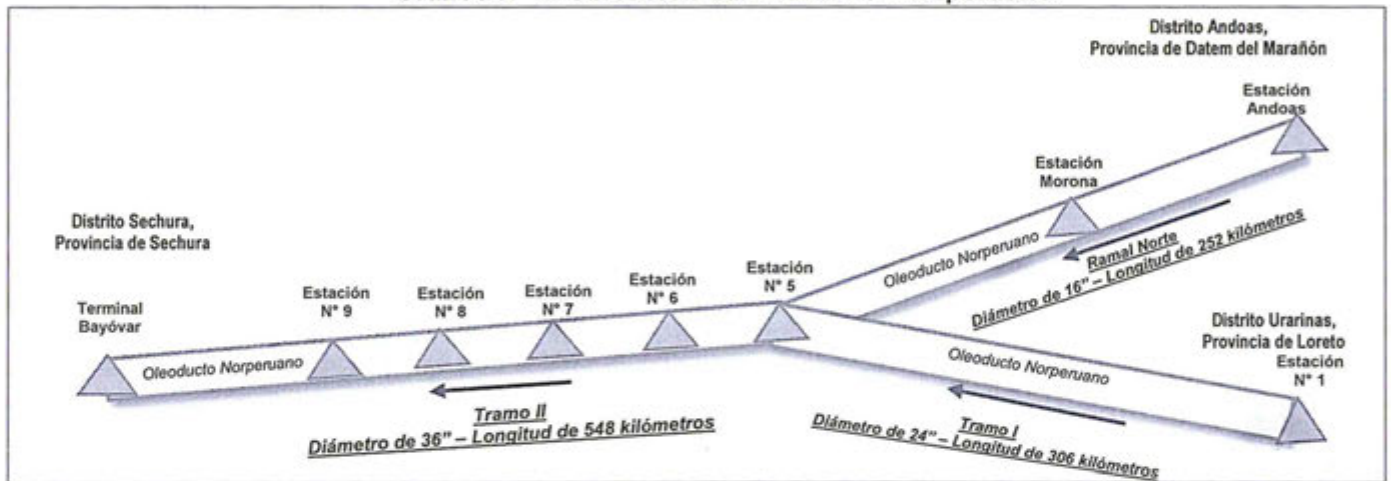 Distrito Andoas,
Provincia de Datem del Marañón
Estación
Andoas
Estación
Morona
Oleoducto Norperuano
Ramal Norte
Diámetro de 16” – Longitud de 252 kilómetros
Distrito Sechura,
Provincia de Sechura
Terminal
Bayóvar
Estación
N° 9
Estación
N° 8
Estación
N° 7
Estación
N° 6
Estación
N° 5
Oleoducto Norperuano
Tramo II
Diámetro de 36” – Longitud de 548 kilómetros
Distrito Urarinas,
Provincia de Loreto
Estación
N° 1
Oleoducto Norperuano
Tramo I
Diámetro de 24” – Longitud de 306 kilómetros